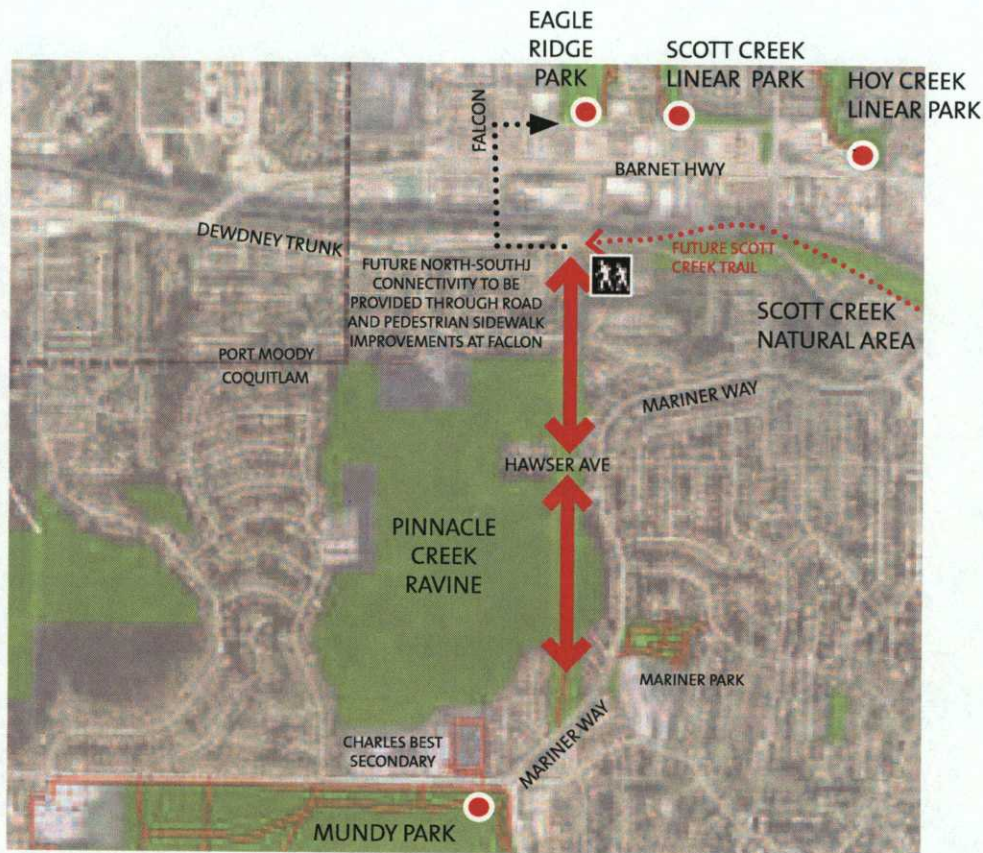 EAGLE
RIDGE
PARK
SCOTT CREEK
LINEAR PARK
HOY CREEK
LINEAR PARK
FALCON
BARNET HWY
DEWDNEY TRUNK
FUTURE SCOTT
CREEK TRAIL
FUTURE NORTH-SOUTHJ
CONNECTIVITY TO BE
PROVIDED THROUGH ROAD
AND PEDESTRIAN SIDEWALK
IMPROVEMENTS AT FACLON
SCOTT CREEK
NATURAL AREA
PORT MOODY
COQUITLAM
MARINER WAY
HAWSER AVE
PINNACLE
CREEK
RAVINE
MARINER PARK
MARINER WAY
CHARLES BEST
SECONDARY
MUNDY PARK